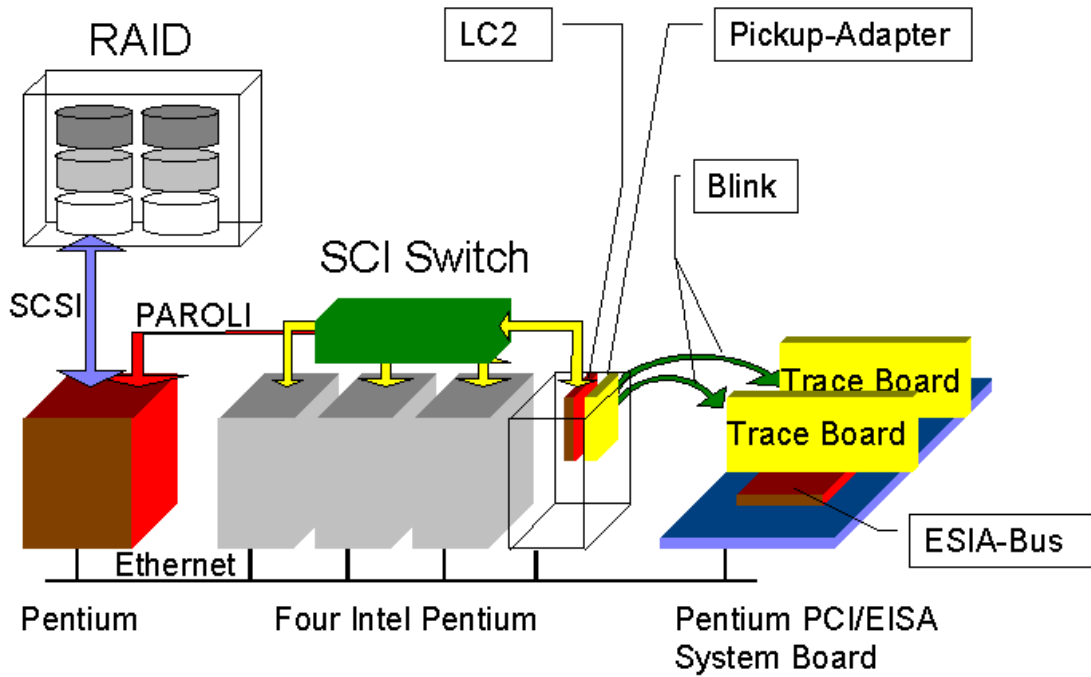 RAID
LC2
Pickup-Adapter
Blink
SCI Switch
SCSI
PAROLI
Trace Board
Trace Board
ESIA-Bus
Ethernet
Pentium
Four Intel Pentium
Pentium PCI/EISA
System Board